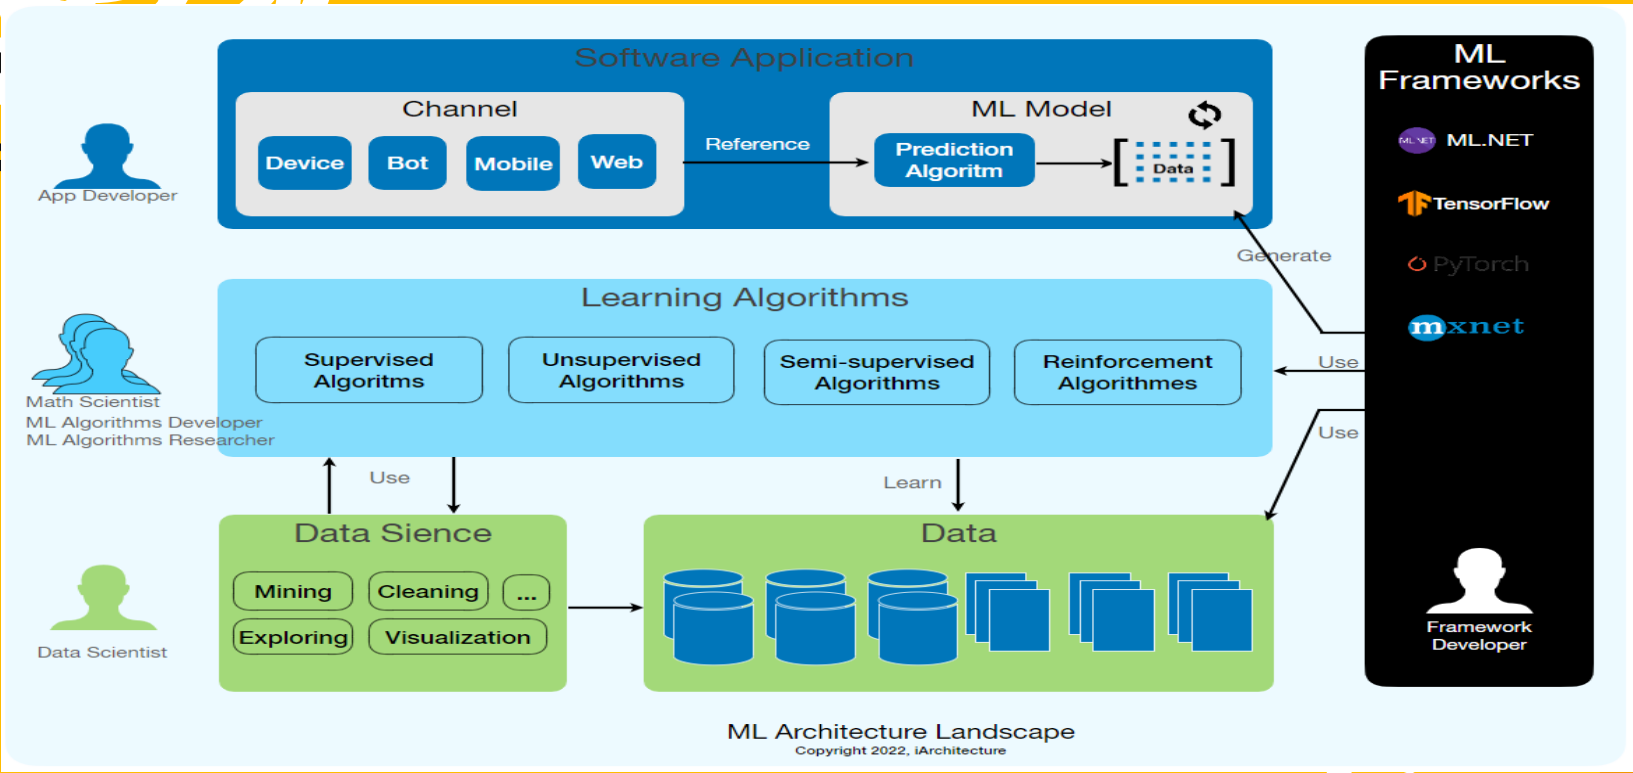 Software Application
ML
Frameworks
Channel
ML Model
Device
Bot
Mobile
Web
Reference
Prediction
Algoritm
Data
App Developer
ML.NET
ML.NET
TensorFlow
PyTorch
mxnet
Generate
Learning Algorithms
Supervised
Algoritms
Unsupervised
Algorithms
Semi-supervised
Algorithms
Reinforcement
Algorithmes
Use
Use
Math Scientist
ML Algorithms Developer
ML Algorithms Researcher
Use
Learn
Data Sience
Mining
Cleaning
...
Exploring
Visualization
Data
Data Scientist
Framework
Developer
ML Architecture Landscape
Copyright 2022, iArchitecture